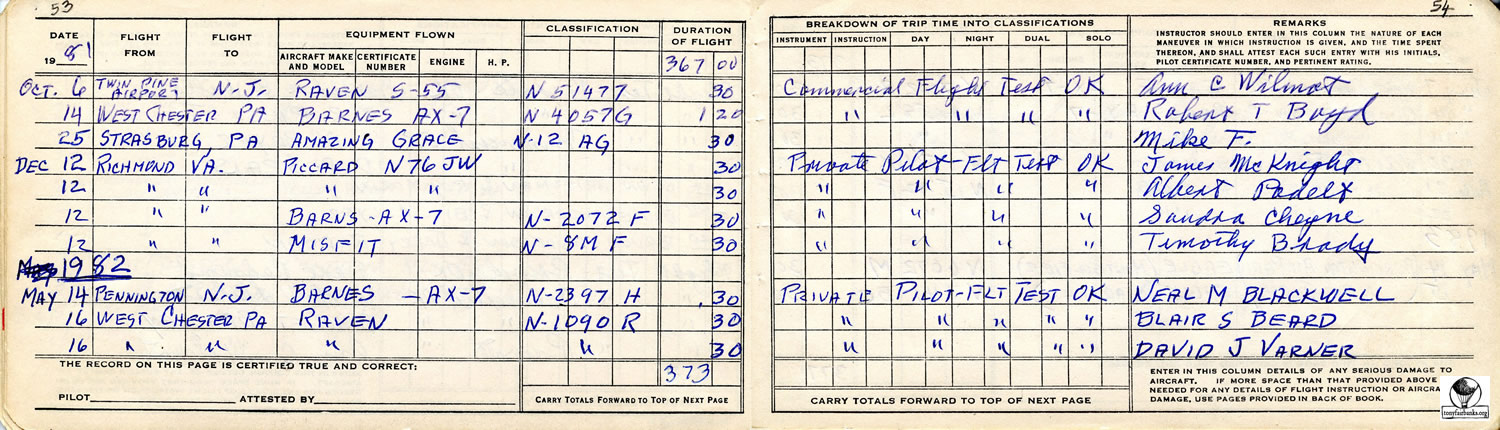 53
54
DATE
19 81
FLIGHT FROM
FLIGHT TO
EQUIPMENT FLOWN
AIRCRAFT MAKE AND MODEL
CERTIFICATE NUMBER
ENGINE
H. P.
CLASSIFICATION
DURATION OF FLIGHT
367 00
BREAKDOWN OF TRIP TIME INTO CLASSIFICATIONS
INSTRUMENT INSTRUCTION DAY NIGHT DUAL SOLO
REMARKS
INSTRUCTOR SHOULD ENTER IN THIS COLUMN THE NATURE OF EACH
MANEUVER IN WHICH INSTRUCTION IS GIVEN, AND THE TIME SPENT
THEREON, AND SHALL ATTEST EACH SUCH ENTRY WITH HIS INITIALS,
PILOT CERTIFICATE NUMBER, AND PERTINENT RATING.
OCT. 6 TWIN PINE AIRPORT N.J. RAVEN S-55 N51477 30 Commercial Flight Test OK Ann C Wilmot
14 WEST CHESTER PA BARNES AX-7 N 4057G 1 20 " " " " " Robert T Boyd
25 STRASBURG, PA AMAZING GRACE N-12 AG 30 Mike F.
DEC 12 RICHMOND VA. PICCARD N76JW 30 Private Pilot-Flt Test OK James McKnight
12 " " " " 30 " " " " Albert Padelt
12 " " BARNS-AX-7 N-2072 F 30 " " " " Sandra Cheyne
12 " " MISFIT N-8M F 30 " " " " Timothy Brady
1982
MAY 14 PENNINGTON N.J. BARNES -AX-7 N-2397 H .30 PRIVATE PILOT-FLT TEST OK NEAL M BLACKWELL
16 WEST CHESTER PA RAVEN N-1090 R 30 " " " " " BLAIR S BEARD
16 " " " " 30 " " " " " DAVID J VARNER
THE RECORD ON THIS PAGE IS CERTIFIED TRUE AND CORRECT:
373
PILOT ATTESTED BY
CARRY TOTALS FORWARD TO TOP OF NEXT PAGE
CARRY TOTALS FORWARD TO TOP OF NEXT PAGE
ENTER IN THIS COLUMN DETAILS OF ANY SERIOUS DAMAGE TO
AIRCRAFT. IF MORE SPACE THAN THAT PROVIDED ABOVE
NEEDED FOR ANY DETAILS OF FLIGHT INSTRUCTION OR AIRCRA
DAMAGE, USE PAGES PROVIDED IN BACK OF BOOK.
tonyfairbanks.org